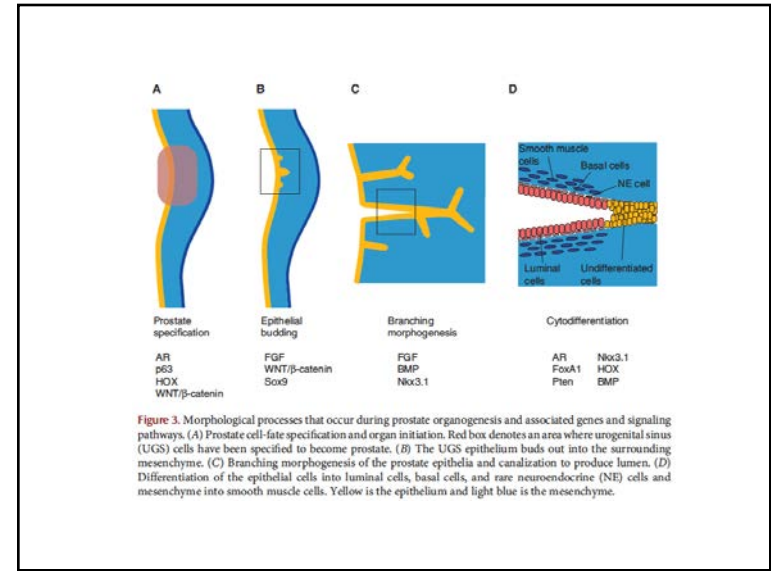 A B C D
Smooth muscle
cells
Basal cells
NE cell
Luminal
cells
Undifferentiated
cells
Prostate
specification
AR
p63
HOX
WNT/β-catenin
Epithelial
budding
FGF
WNT/β-catenin
Sox9
Branching
morphogenesis
FGF
BMP
Nkx3.1
Cytodifferentiation
AR Nkx3.1
FoxA1 HOX
Pten BMP
Figure 3. Morphological processes that occur during prostate organogenesis and associated genes and signaling
pathways. (A) Prostate cell-fate specification and organ initiation. Red box denotes an area where urogenital sinus
(UGS) cells have been specified to become prostate. (B) The UGS epithelium buds out into the surrounding
mesenchyme. (C) Branching morphogenesis of the prostate epithelia and canalization to produce lumen. (D)
Differentiation of the epithelial cells into luminal cells, basal cells, and rare neuroendocrine (NE) cells and
mesenchyme into smooth muscle cells. Yellow is the epithelium and light blue is the mesenchyme.